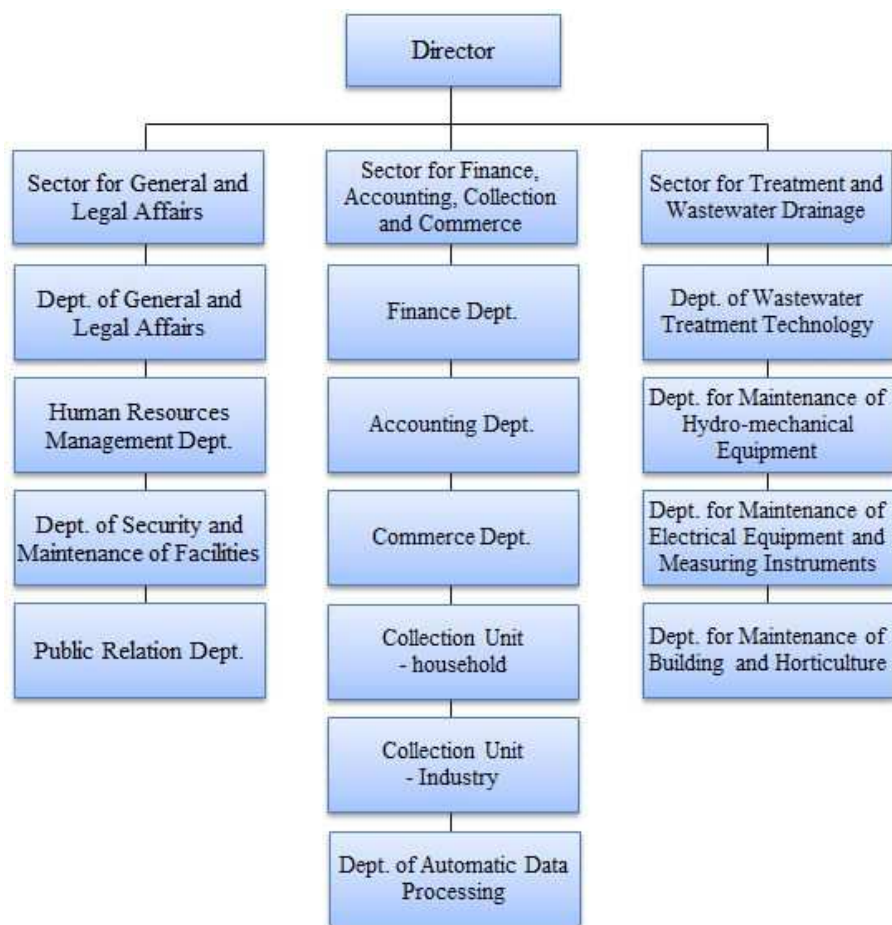 Director
Sector for General and
Legal Affairs
Dept. of General and
Legal Affairs
Human Resources
Management Dept.
Dept. of Security and
Maintenance of Facilities
Public Relation Dept.
Sector for Finance,
Accounting, Collection
and Commerce
Finance Dept.
Accounting Dept.
Commerce Dept.
Collection Unit
- household
Collection Unit
- Industry
Dept. of Automatic Data
Processing
Sector for Treatment and
Wastewater Drainage
Dept. of Wastewater
Treatment Technology
Dept. for Maintenance of
Hydro-mechanical
Equipment
Dept. for Maintenance of
Electrical Equipment and
Measuring Instruments
Dept. for Maintenance of
Building and Horticulture